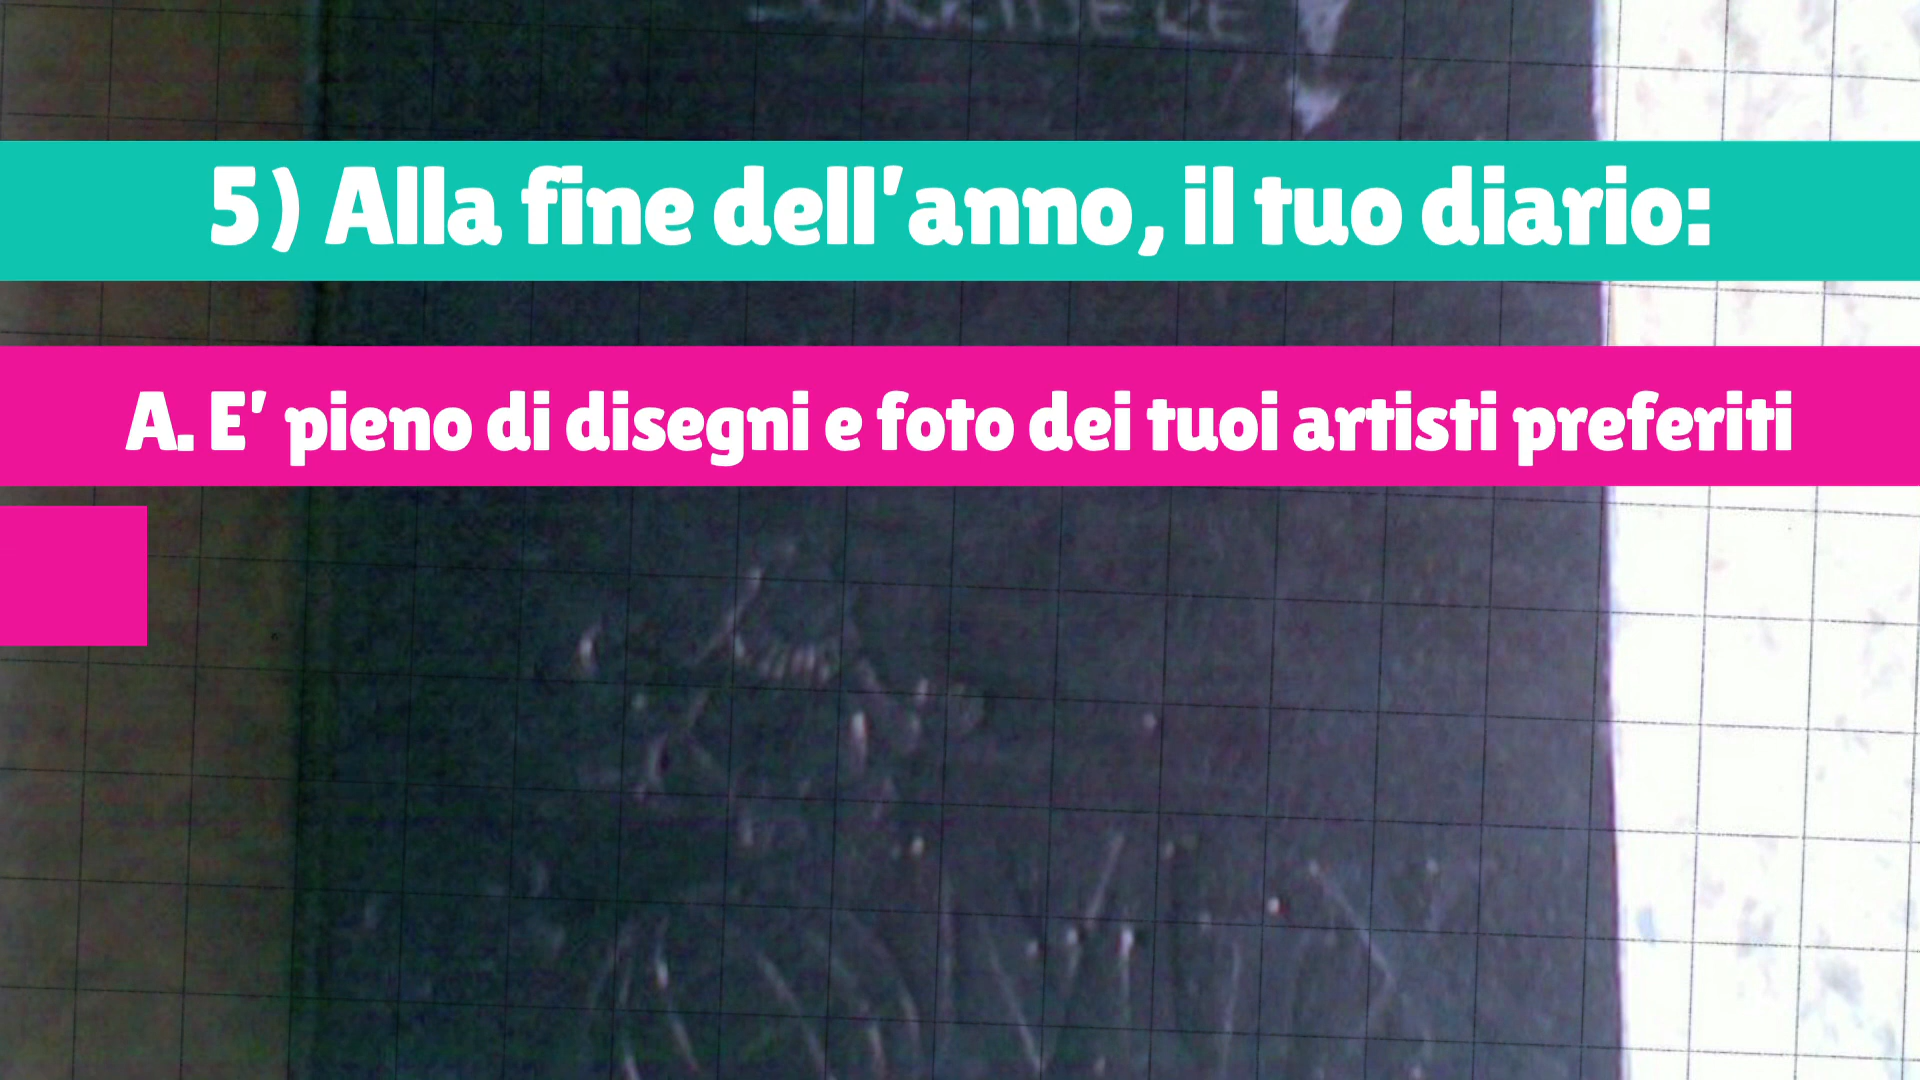 5) Alla fine dell'anno, il tuo diario:
A. E' pieno di disegni e foto dei tuoi artisti preferiti